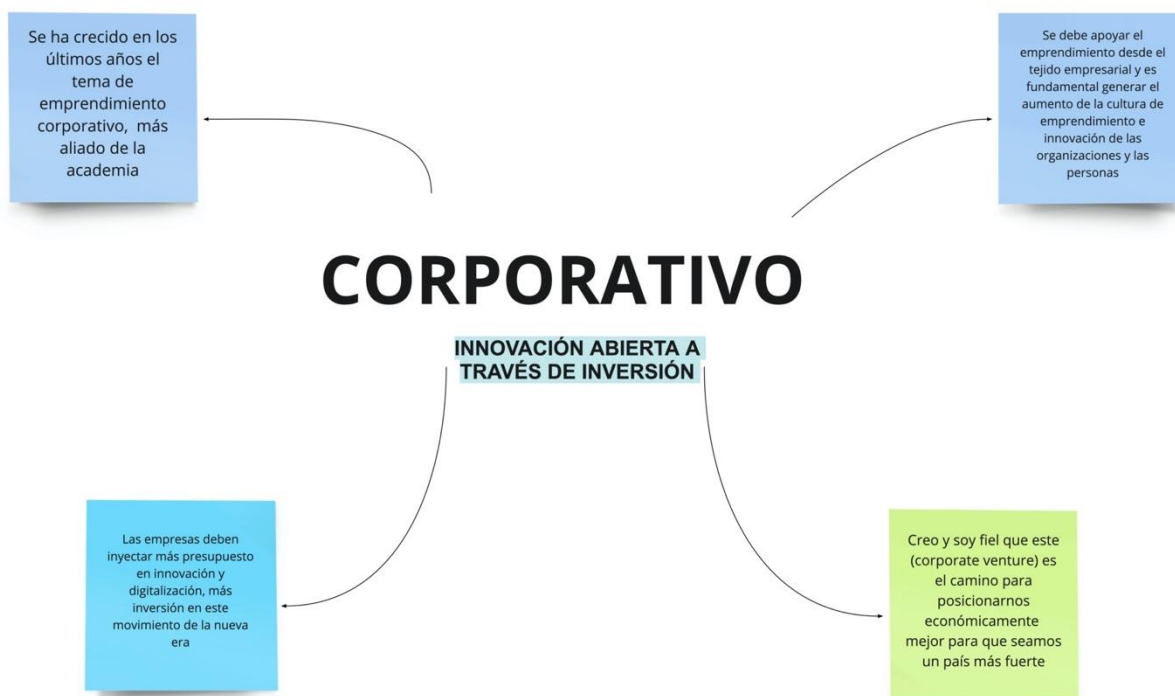 Se ha crecido en los
últimos años el
tema de
emprendimiento
corporativo, más
aliado de la
academia
Se debe apoyar el
emprendimiento desde el
tejido empresarial y es
fundamental generar el
aumento de la cultura de
emprendimiento e
innovación de las
organizaciones y las
personas
CORPORATIVO
INNOVACIÓN ABIERTA A
TRAVÉS DE INVERSIÓN
Las empresas deben
inyectar más presupuesto
en innovación y
digitalización, más
inversión en este
movimiento de la nueva
era
Creo y soy fiel que este
(corporate venture) es
el camino para
posicionarnos
económicamente
mejor para que seamos
un país más fuerte